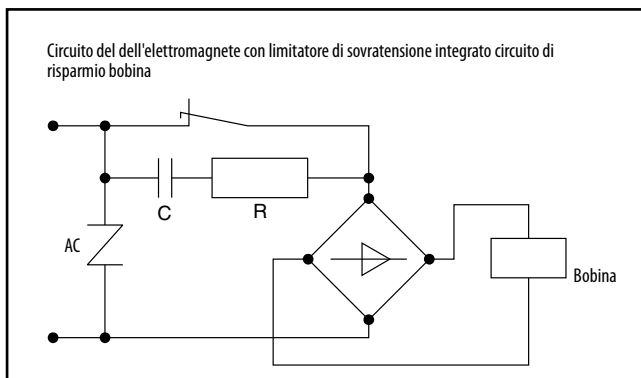 Circuito del dell'elettromagnete con limitatore di sovratensione integrato circuito di
risparmio bobina
C
R
AC
Bobina